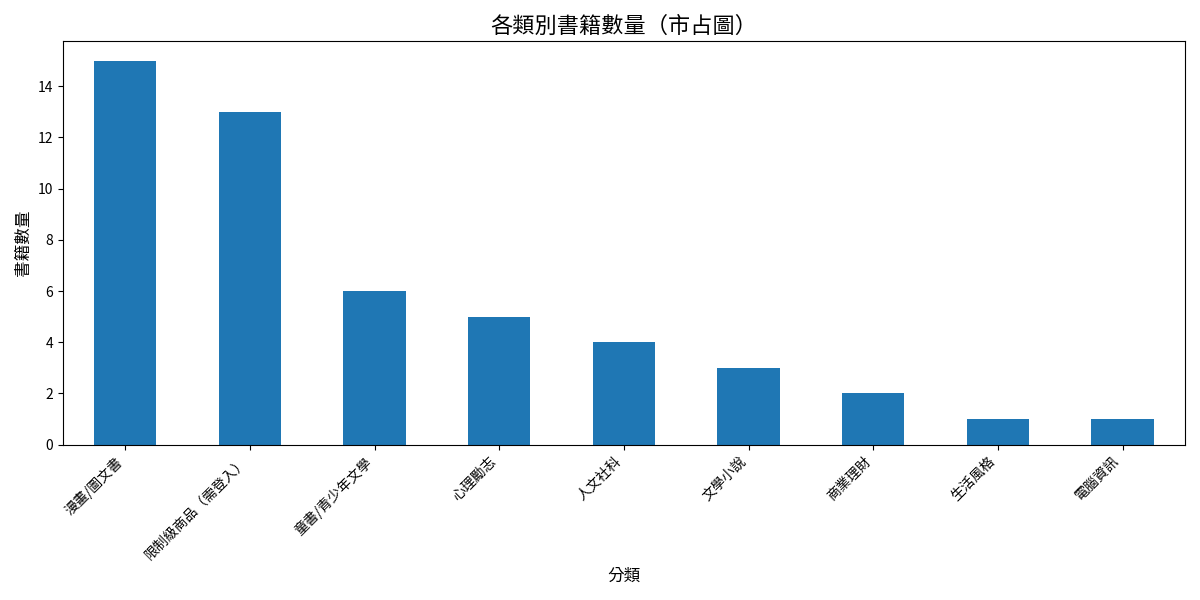 各類別書籍數量（市占圖）
書籍數量
14
12
10
8
6
4
2
0
漫畫/圖文書
限制級商品（需登入）
童書/青少年文學
心理勵志
人文社科
文學小說
商業理財
生活風格
電腦資訊
分類